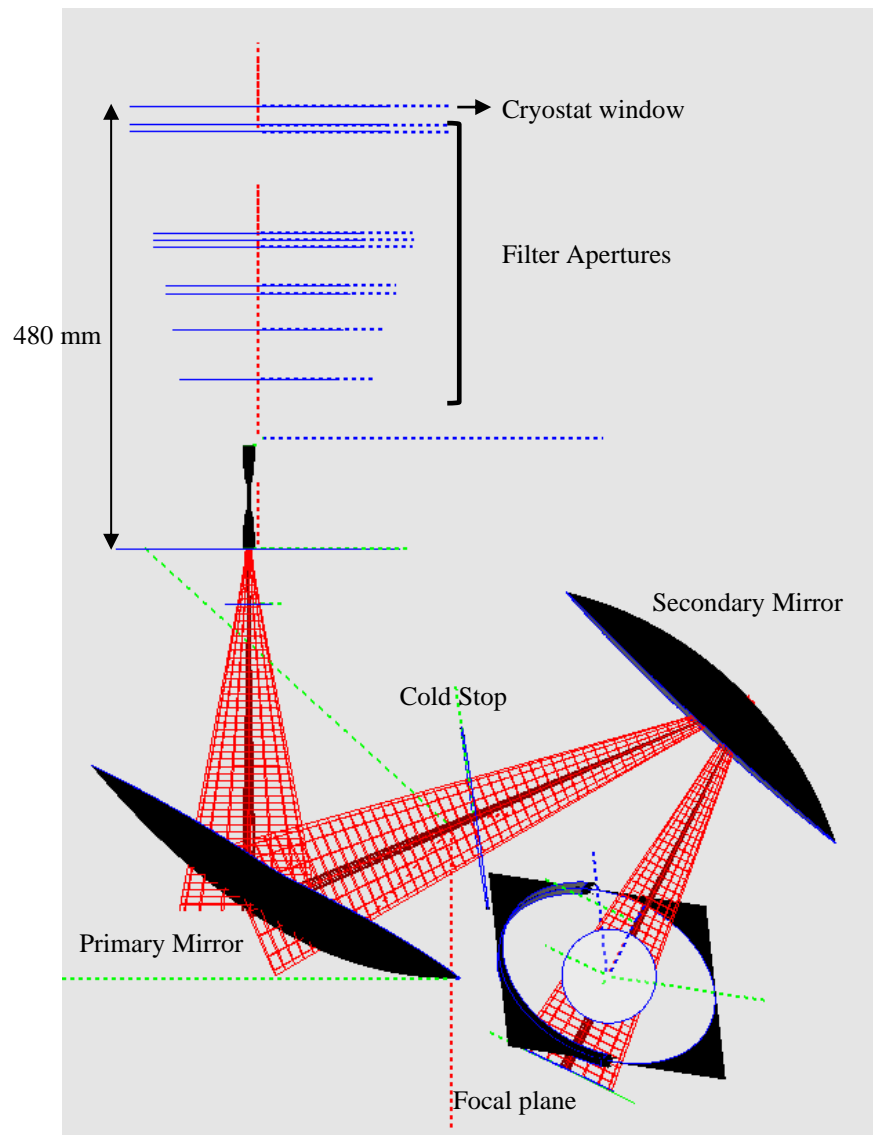 Cryostat window
Filter Apertures
480 mm
Secondary Mirror
Cold Stop
Primary Mirror
Focal plane